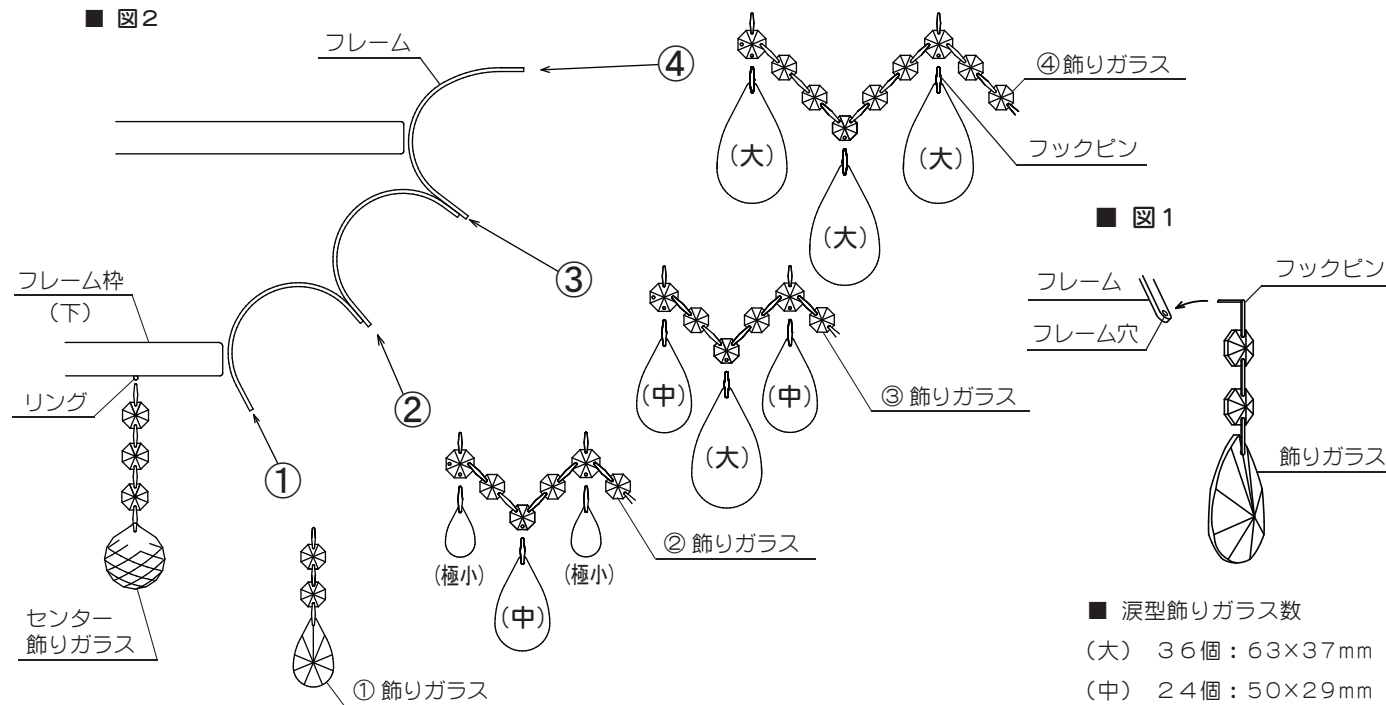 ■ 図2
フレーム
④
④飾りガラス
(大)
(大)
フックピン
(大)
■ 図1
フレーム
フックピン
フレーム穴
飾りガラス
③
フレーム枠
(下)
リング
②
(中)
(中)
③ 飾りガラス
(大)
①
② 飾りガラス
(極小)
(極小)
(中)
センター
飾りガラス
① 飾りガラス
■ 涙型飾りガラス数
(大) 36個:63×37mm
(中) 24個:50×29mm